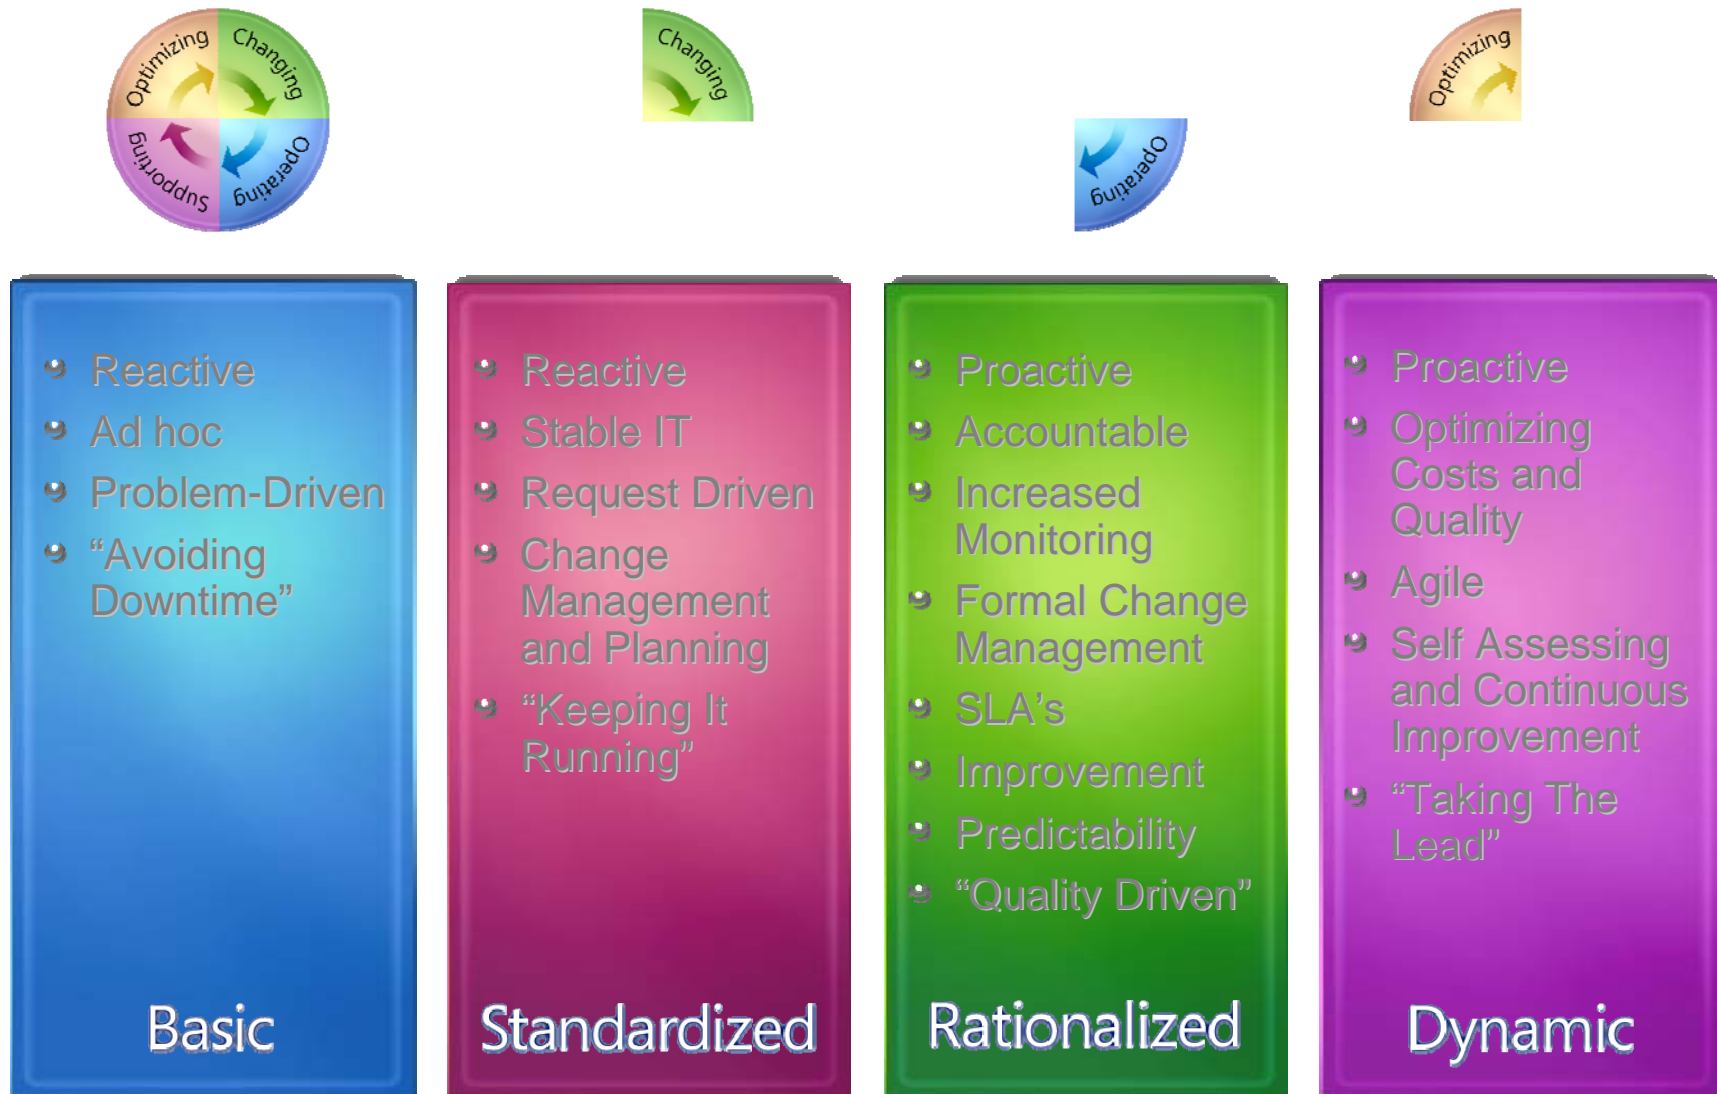 Optimizing
Changing
Supporting
Operating
Changing
Operating
Optimizing
Reactive
Ad hoc
Problem-Driven
“Avoiding
Downtime”
Basic
Reactive
Stable IT
Request Driven
Change
Management
and Planning
“Keeping It
Running”
Standardized
Proactive
Accountable
Increased
Monitoring
Formal Change
Management
SLA’s
Improvement
Predictability
“Quality Driven”
Rationalized
Proactive
Optimizing
Costs and
Quality
Agile
Self Assessing
and Continuous
Improvement
“Taking The
Lead”
Dynamic